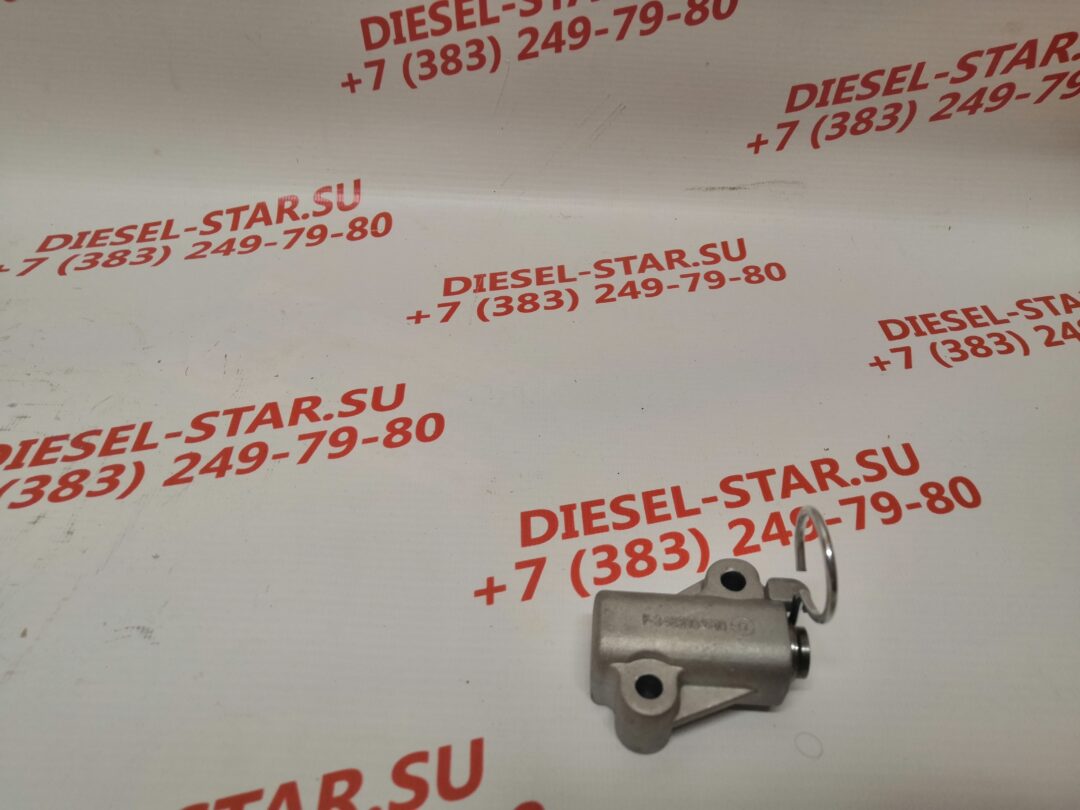 DIESEL-STAR.SU
+7 (383) 249-79-80
DIESEL-STAR.
+7 (383) 249-79
DIESEL-STAR.SU
+7 (383) 249-79-80
DIESEL-STAR.SU
+7 (383) 249-79-80
DIESEL-STA
+7 (383) 24
DIESEL-STAR.SU
(383) 249-79-80
DIESEL-STAR.SU
+7 (383) 249-79-80
STAR.SU